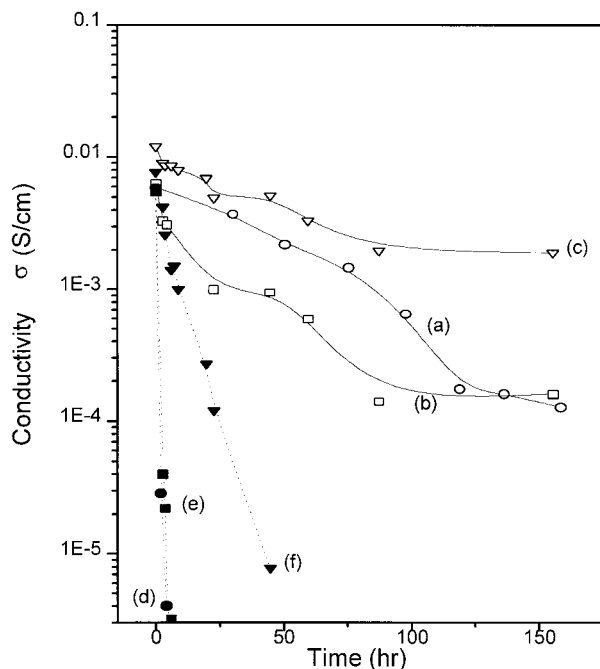 0.1
0.01
1E-3
1E-4
1E-5
Conductivity σ (S/cm)
(c)
(a)
(b)
(e)
(f)
(d)
0 50 100 150
Time (hr)